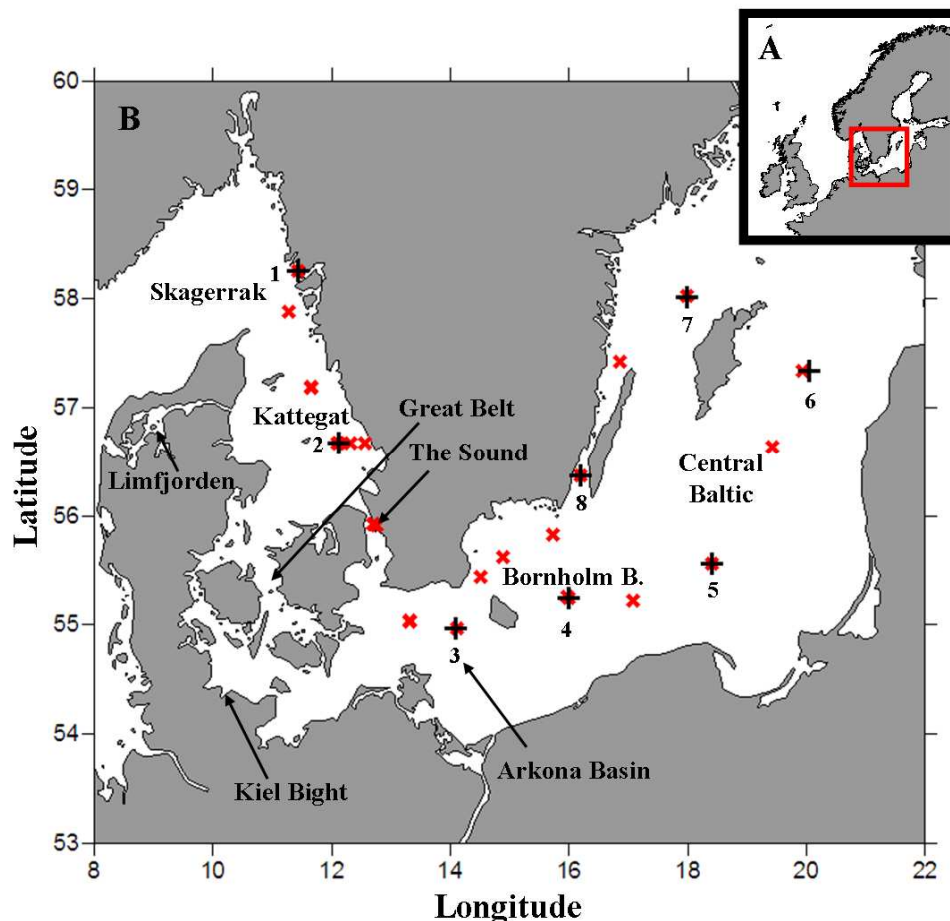 A
B
60
59
58
57
56
55
54
53
Latitude
1
Skagerrak
7
Great Belt
Kattegat
6
2
The Sound
Limfjorden
Central
Baltic
8
Bornholm B.
5
4
3
Arkona Basin
Kiel Bight
8
10
12
14
16
18
20
22
Longitude